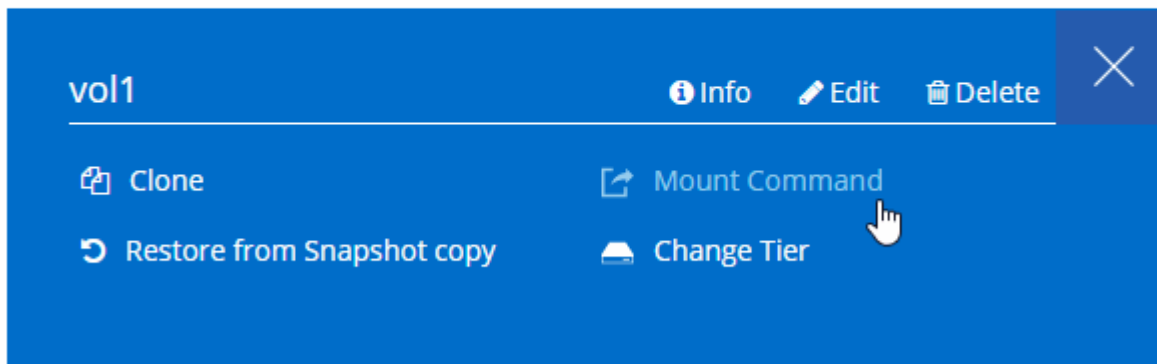 vol1 Info Edit Delete
Clone Mount Command
Restore from Snapshot copy Change Tier